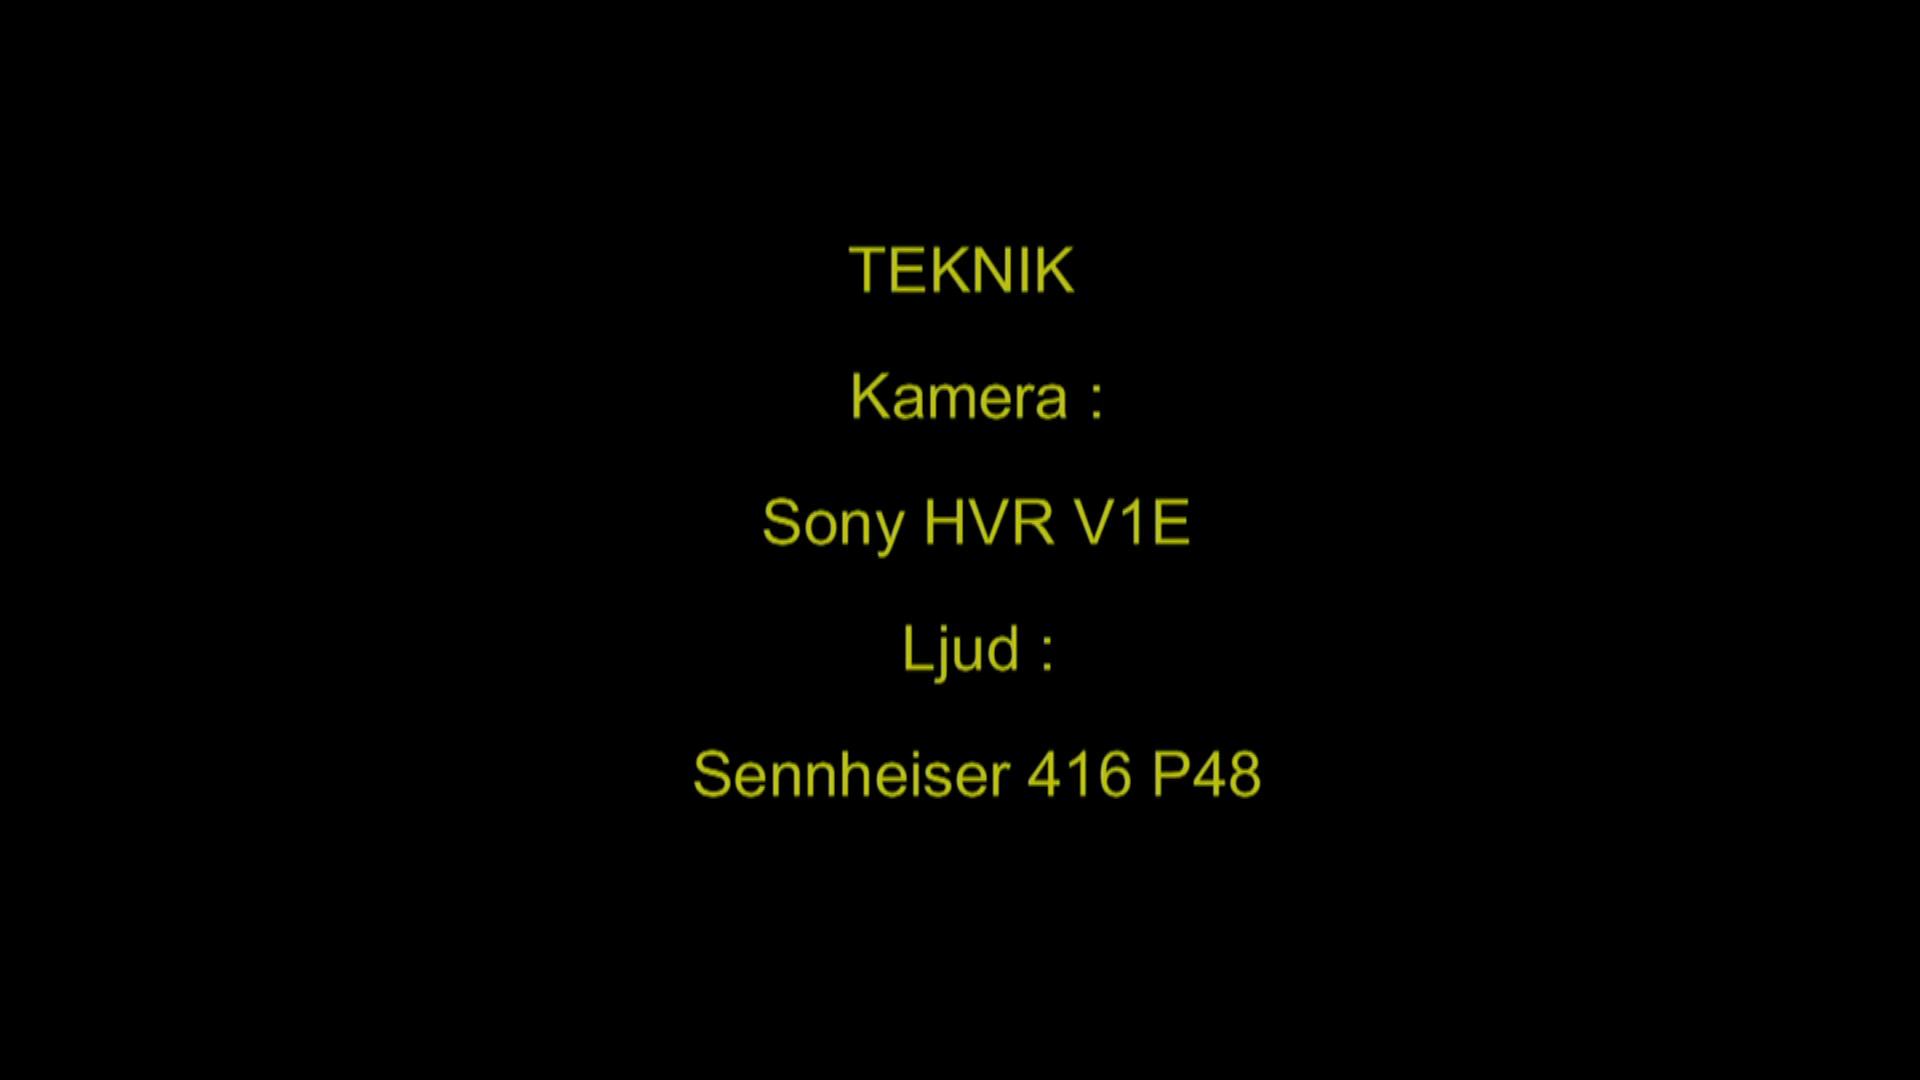 TEKNIK
Kamera :
Sony HVR V1E
Ljud :
Sennheiser 416 P48